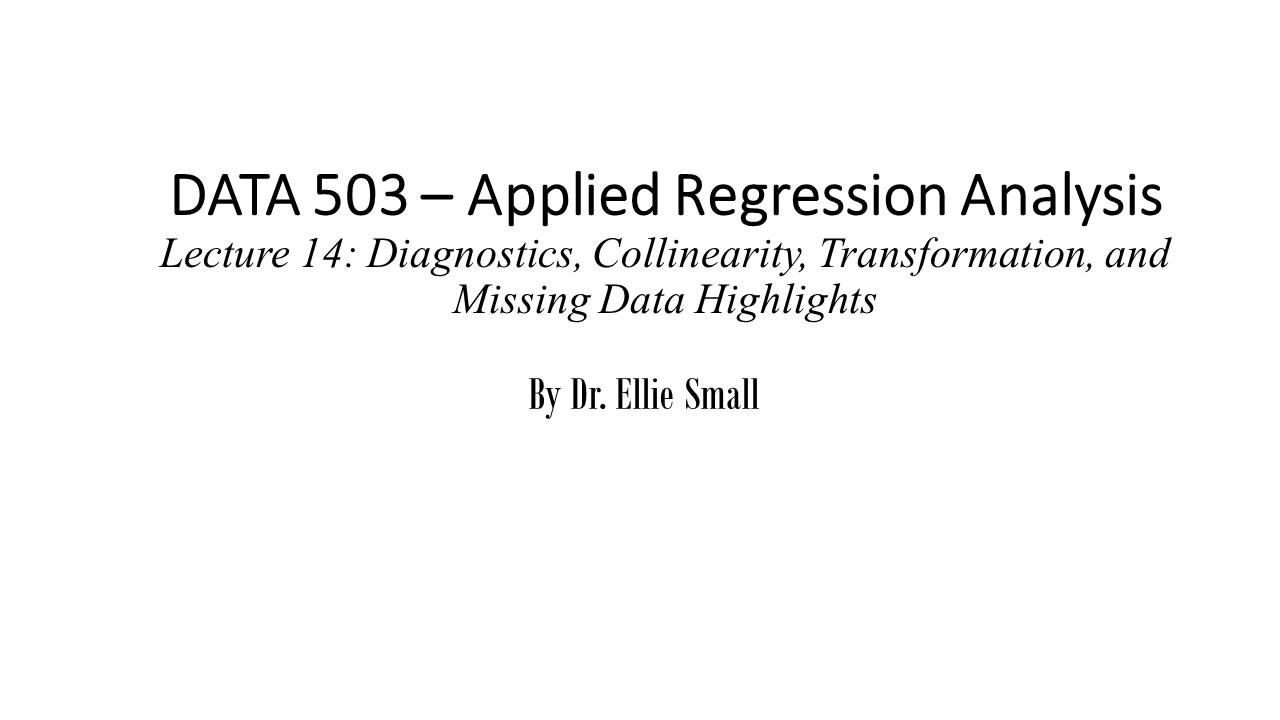 DATA 503 – Applied Regression Analysis
Lecture 14: Diagnostics, Collinearity, Transformation, and
Missing Data Highlights
By Dr. Ellie Small